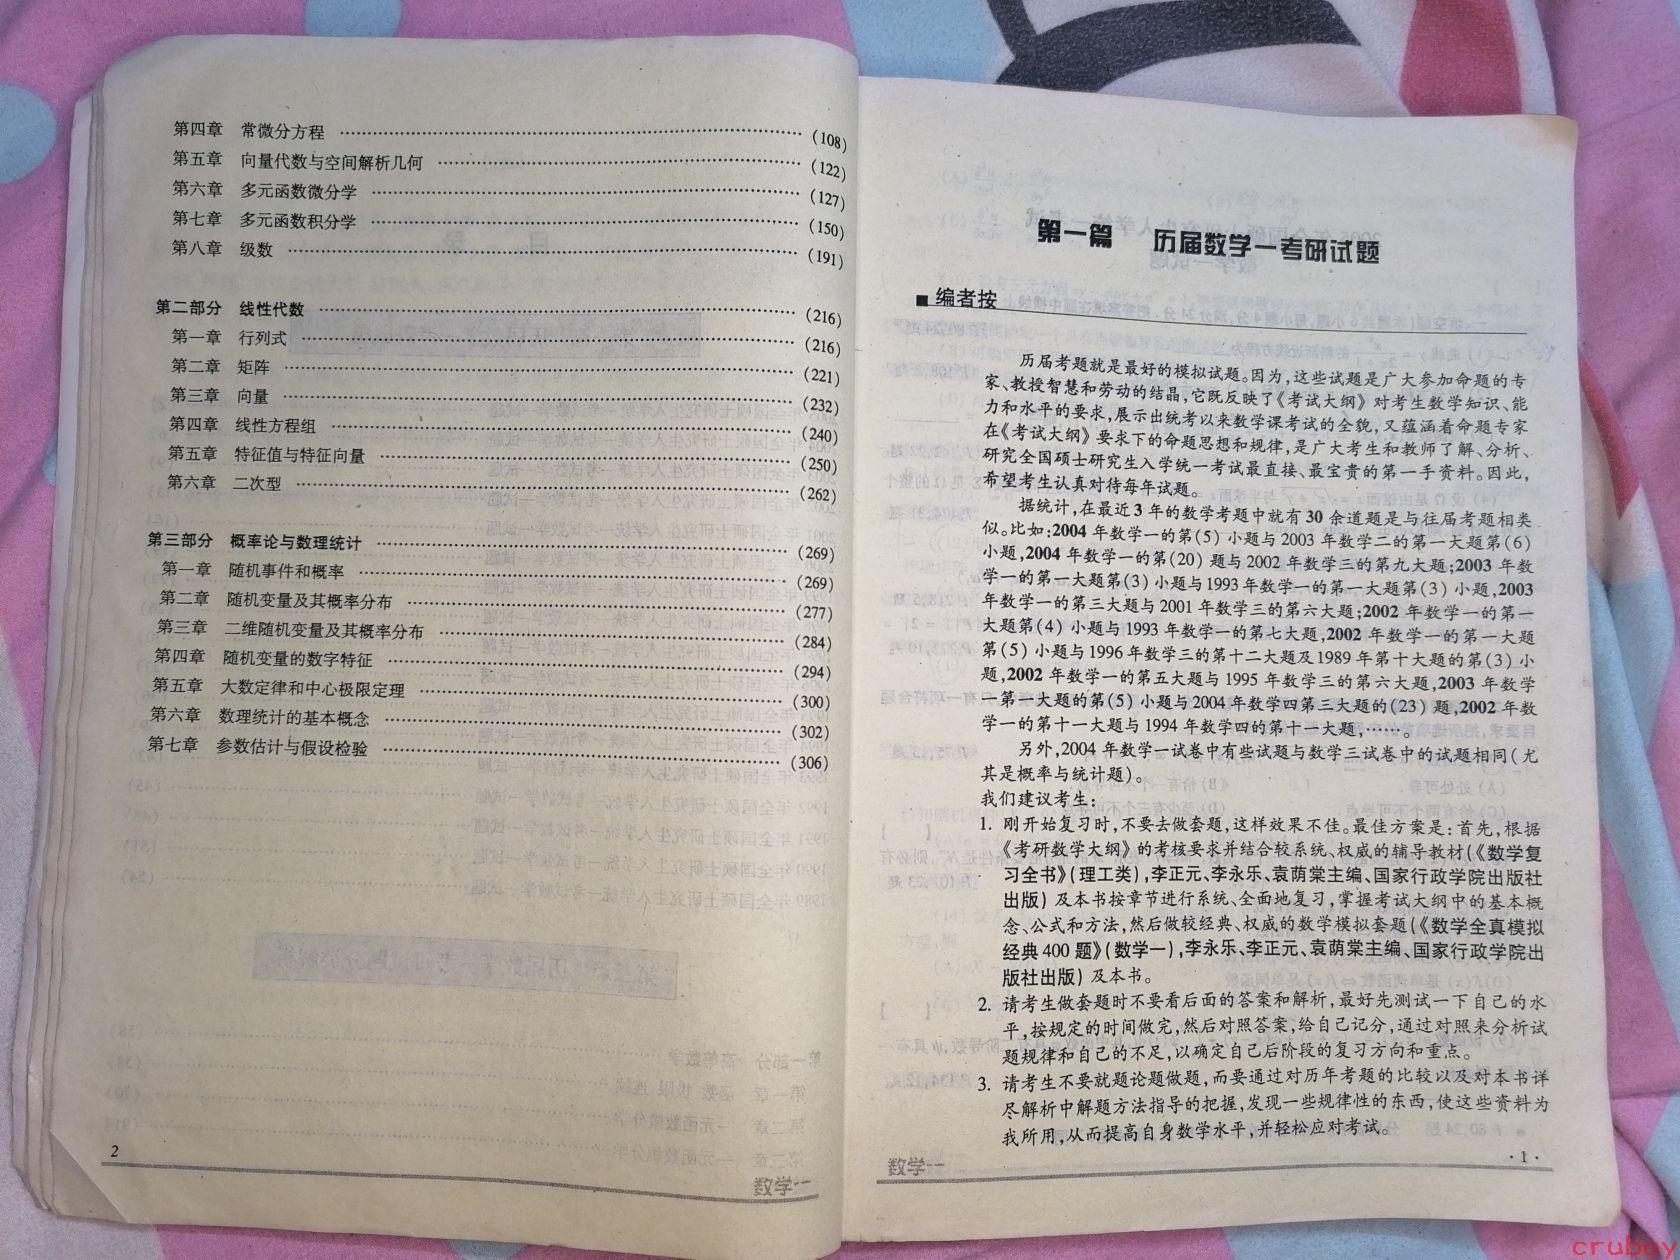 第四章 常微分方程 (108)
第五章 向量代数与空间解析几何 (122)
第六章 多元函数微分学 (127)
第七章 多元函数积分学 (150)
第八章 级数 (191)
第二部分 线性代数 (216)
第一章 行列式 (216)
第二章 矩阵 (221)
第三章 向量 (232)
第四章 线性方程组 (240)
第五章 特征值与特征向量 (250)
第六章 二次型 (262)
第三部分 概率论与数理统计 (269)
第一章 随机事件和概率 (269)
第二章 随机变量及其概率分布 (277)
第三章 二维随机变量及其概率分布 (284)
第四章 随机变量的数字特征 (294)
第五章 大数定律和中心极限定理 (300)
第六章 数理统计的基本概念 (302)
第七章 参数估计与假设检验 (306)
2
数学一
第一篇 历届数学一考研试题
■ 编者按
历届考题就是最好的模拟试题。因为,这些试题是广大参加命题的专
家、教授智慧和劳动的结晶,它既反映了《考试大纲》对考生数学知识、能
力和水平的要求,展示出统考以来数学课考试的全貌,又蕴涵着命题专家
在《考试大纲》要求下的命题思想和规律,是广大考生和教师了解、分析、
研究全国硕士研究生入学统一考试最直接、最宝贵的第一手资料。因此,
希望考生认真对待每年试题。
据统计,在最近3年的数学考题中就有30余道题是与往届考题相类
似。比如:2004年数学一的第(5)小题与2003年数学二的第一大题第(6)
小题,2004年数学一的第(20)题与2002年数学三的第九大题;2003年数
学一的第一大题第(3)小题与1993年数学一的第一大题第(3)小题,2003
年数学一的第三大题与2001年数学三的第六大题;2002年数学一的第一
大题第(4)小题与1993年数学一的第七大题,2002年数学一的第一大题
第(5)小题与1996年数学三的第十二大题及1989年第十大题的第(3)小
题,2002年数学一的第五大题与1995年数学三的第六大题,2003年数学
一第一大题的第(5)小题与2004年数学四第三大题的(23)题,2002年数
学一的第十一大题与1994年数学四的第十一大题,……。
另外,2004年数学一试卷中有些试题与数学三试卷中的试题相同(尤
其是概率与统计题)。
我们建议考生:
1. 刚开始复习时,不要去做套题,这样效果不佳。最佳方案是:首先,根据
《考研数学大纲》的考核要求并结合较系统、权威的辅导教材(《数学复
习全书》(理工类),李正元、李永乐、袁荫棠主编、国家行政学院出版社
出版)及本书按章节进行系统、全面地复习,掌握考试大纲中的基本概
念、公式和方法,然后做较经典、权威的数学模拟套题(《数学全真模拟
经典400题》(数学一),李永乐、李正元、袁荫棠主编、国家行政学院出
版社出版)及本书。
2. 请考生做套题时不要看后面的答案和解析,最好先测试一下自己的水
平,按规定的时间做完,然后对照答案,给自己记分,通过对照来分析试
题规律和自己的不足,以确定自己后阶段的复习方向和重点。
3. 请考生不要就题论题做题,而要通过对历年考题的比较以及对本书详
尽解析中解题方法指导的把握,发现一些规律性的东西,使这些资料为
我所用,从而提高自身数学水平,并轻松应对考试。
数学一
·1·
cruboy